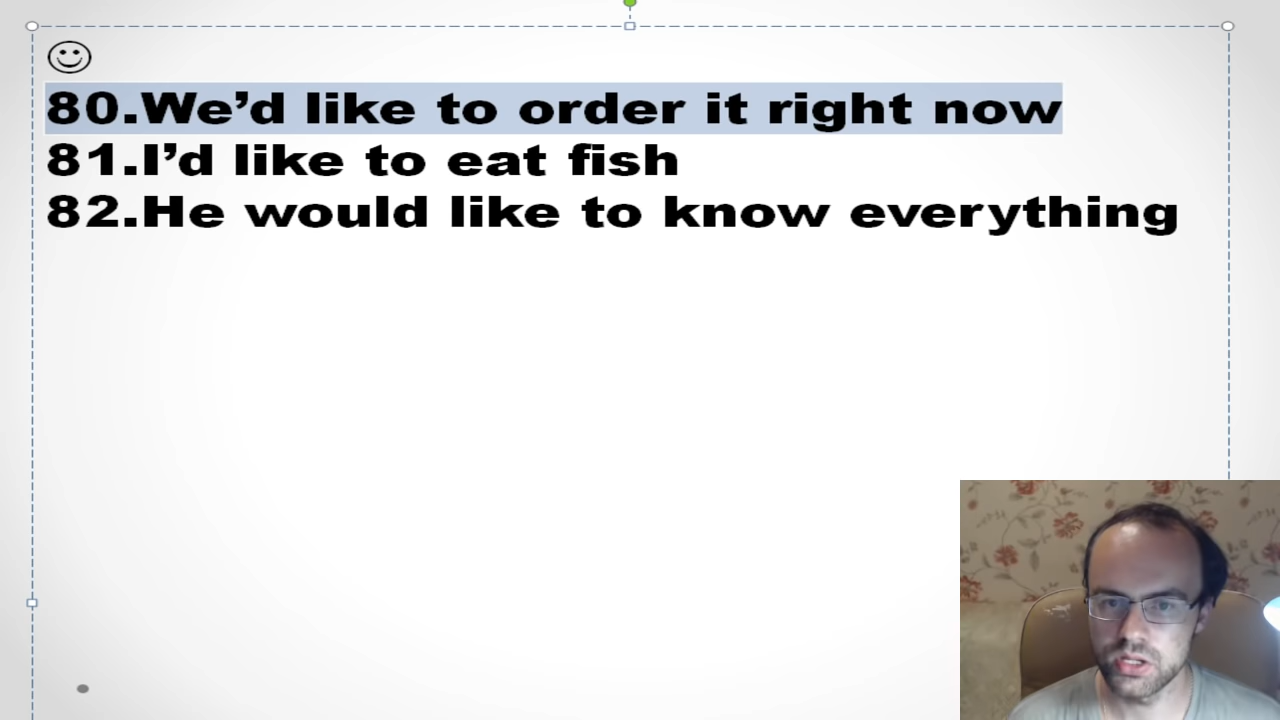 80.We’d like to order it right now
81.I’d like to eat fish
82.He would like to know everything